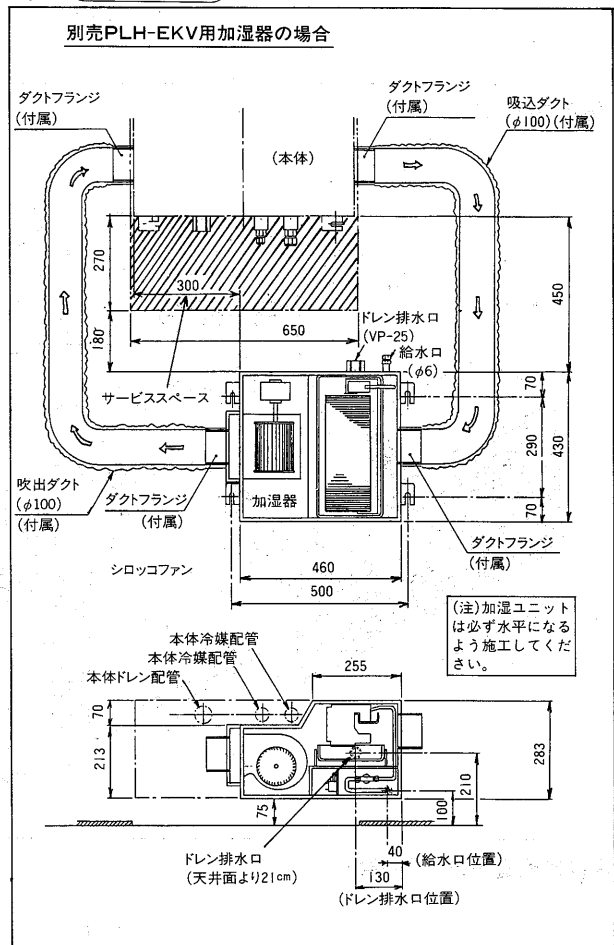 別売PLH-EKV用加湿器の場合
ダクトフランジ
(付属)
ダクトフランジ
(付属)
吸込ダクト
(φ100)(付属)
(本体)
270
300
450
650
180
ドレン排水口
(VP-25)
給水口
(φ6)
サービススペース
70
290
430
70
吹出ダクト
(φ100)
(付属)
ダクトフランジ
(付属)
加湿器
ダクトフランジ
(付属)
シロッコファン
460
500
(注)加湿ユニット
は必ず水平になる
よう施工してくだ
さい。
本体冷媒配管
本体冷媒配管
本体ドレン配管
255
70
213
283
210
100
75
ドレン排水口
(天井面より21cm)
40
(給水口位置)
130
(ドレン排水口位置)